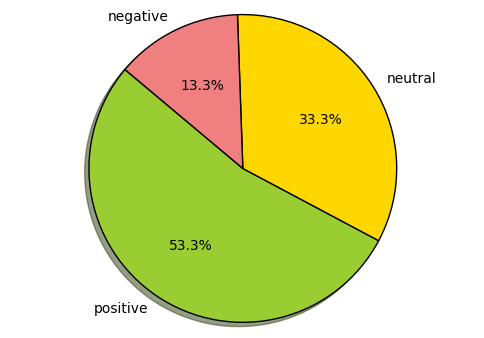 negative
neutral
13.3%
33.3%
53.3%
positive